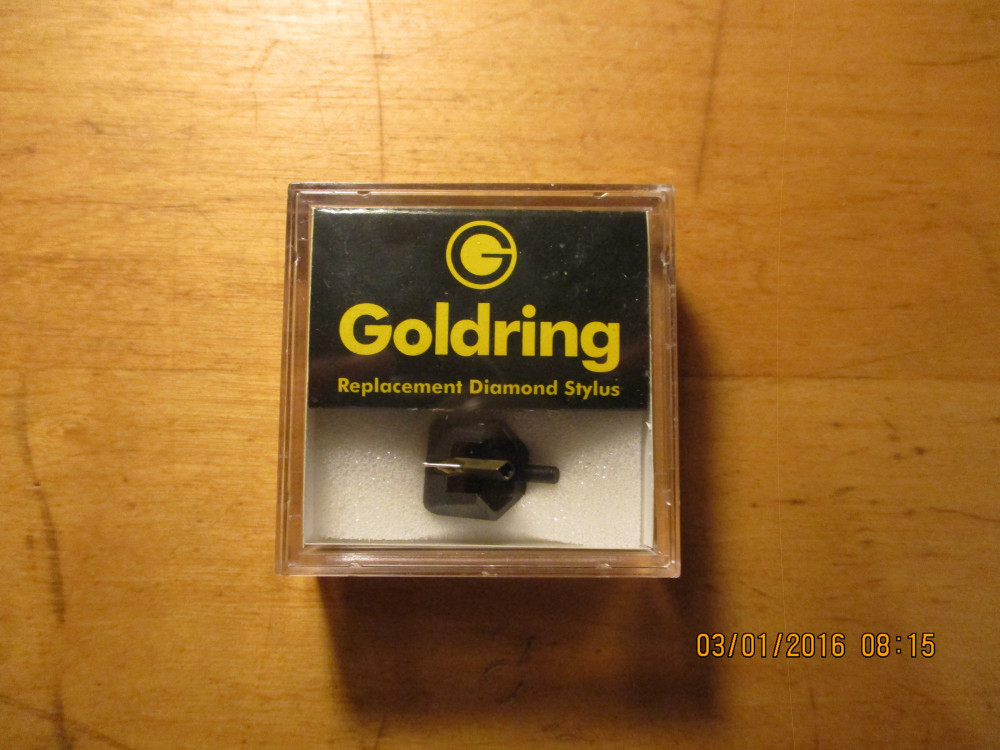 G
Goldring
Replacement Diamond Stylus
03/01/2016 08:15